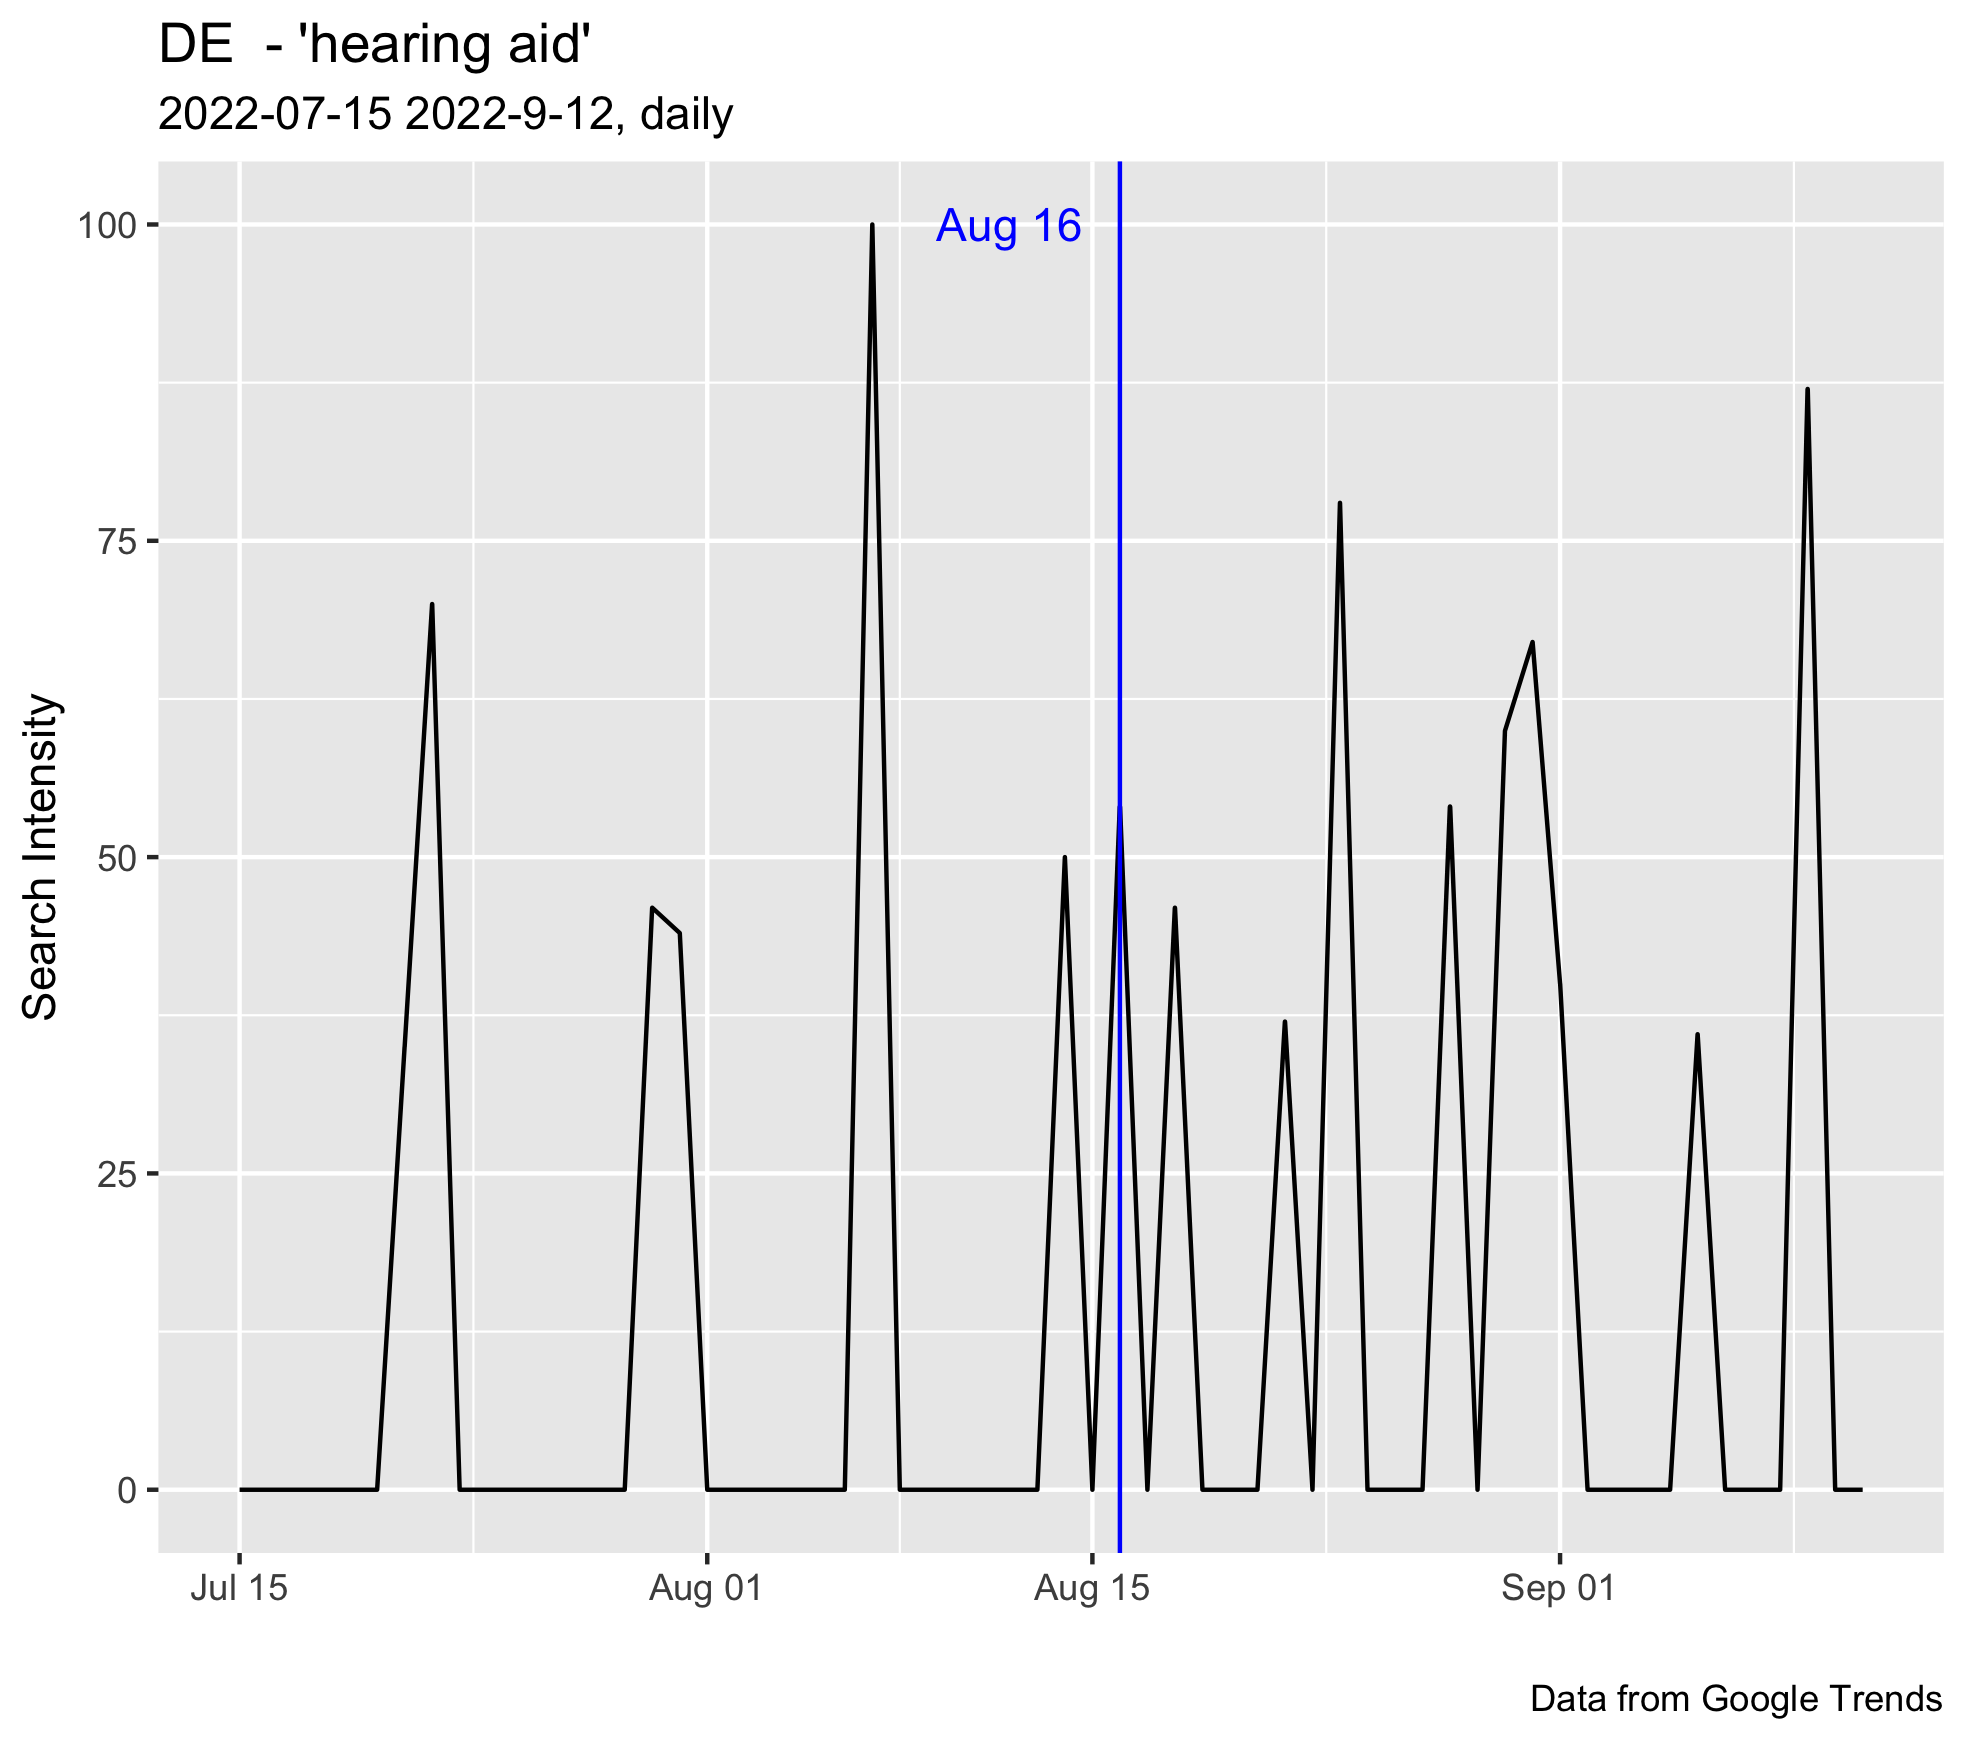 DE  - 'hearing aid'
2022-07-15 2022-9-12, daily
Aug 16
100
75
50
25
0
Search Intensity
Jul 15 Aug 01 Aug 15 Sep 01
Data from Google Trends